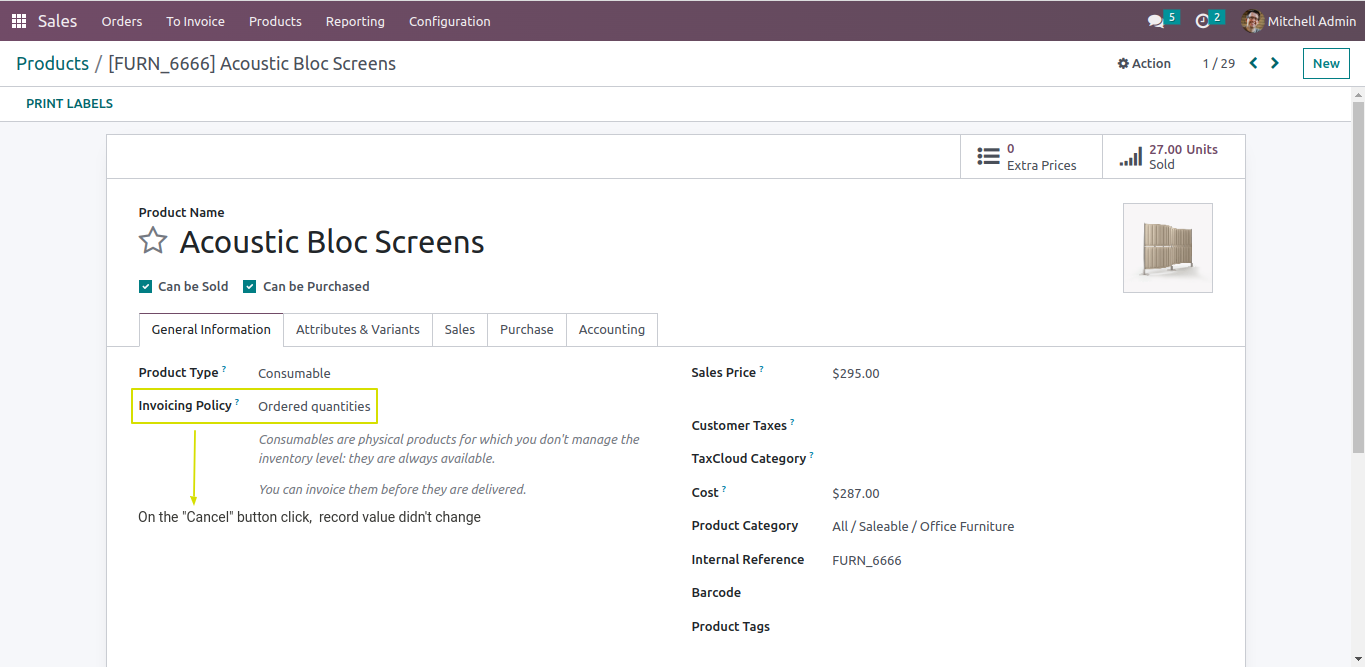 Sales Orders To Invoice Products Reporting Configuration 5 2 Mitchell Admin
Products / [FURN_6666] Acoustic Bloc Screens Action 1 / 29 New
PRINT LABELS
0
Extra Prices
27.00 Units
Sold
Product Name
Acoustic Bloc Screens
Can be Sold Can be Purchased
General Information Attributes & Variants Sales Purchase Accounting
Product Type ? Consumable
Invoicing Policy ? Ordered quantities
Consumables are physical products for which you don't manage the
inventory level: they are always available.
You can invoice them before they are delivered.
On the "Cancel" button click, record value didn't change
Sales Price ? $295.00
Customer Taxes ?
TaxCloud Category ?
Cost ? $287.00
Product Category All / Saleable / Office Furniture
Internal Reference FURN_6666
Barcode
Product Tags